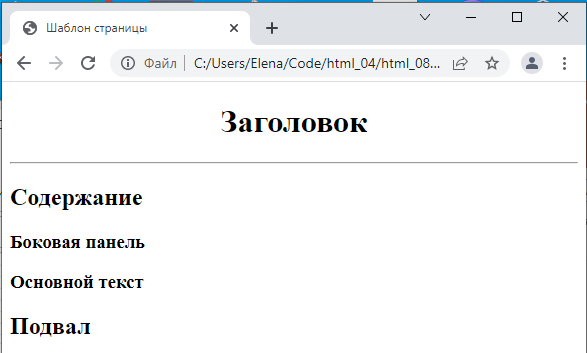 Шаблон страницы
Файл C:/Users/Elena/Code/html_04/html_08...
Заголовок
Содержание
Боковая панель
Основной текст
Подвал